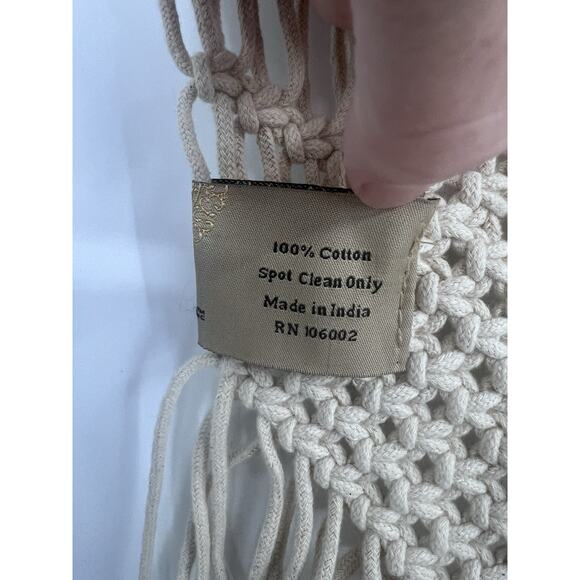 100% Cotton
Spot Clean Only
Made in India
RN 106002